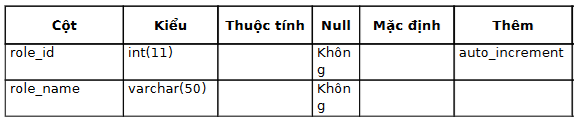 Cột Kiểu Thuộc tính Null Mặc định Thêm
role_id int(11) Khôn auto_increment
g
role_name varchar(50) Khôn
g